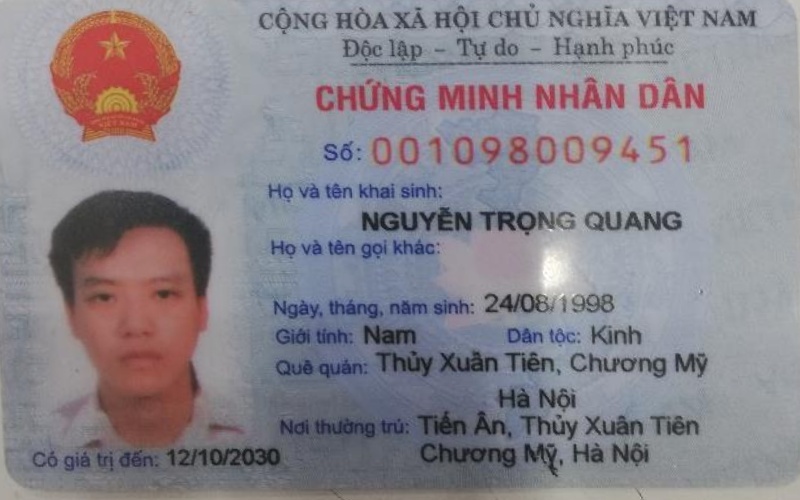 CỘNG HÒA XÃ HỘI CHỦ NGHĨA VIỆT NAM
Độc lập - Tự do - Hạnh phúc
CHỨNG MINH NHÂN DÂN
Số: 001098009451
Họ và tên khai sinh:
NGUYỄN TRỌNG QUANG
Họ và tên gọi khác:
Ngày, tháng, năm sinh: 24/08/1998
Giới tính: Nam Dân tộc: Kinh
Quê quán: Thủy Xuân Tiên, Chương Mỹ
Hà Nội
Nơi thường trú: Tiến Ân, Thủy Xuân Tiên
Chương Mỹ, Hà Nội
Có giá trị đến: 12/10/2030